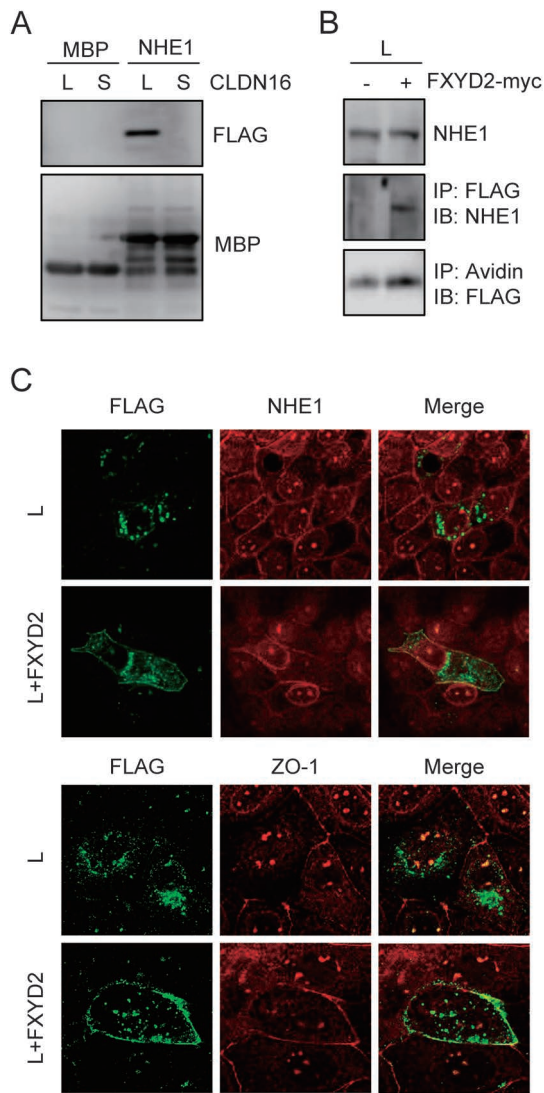 A
MBP NHE1
L S L S CLDN16
FLAG
MBP
B
L
- + FXYD2-myc
NHE1
IP: FLAG
IB: NHE1
IP: Avidin
IB: FLAG
C
FLAG NHE1 Merge
L
L+FXYD2
FLAG ZO-1 Merge
L
L+FXYD2